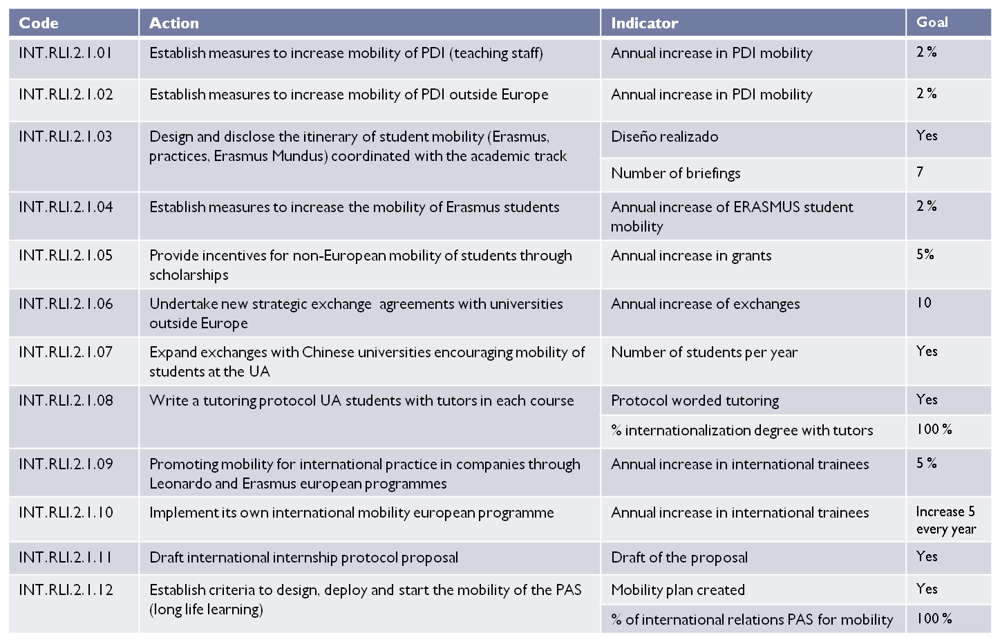 Code Action Indicator Goal
INT.RLI.2.1.01 Establish measures to increase mobility of PDI (teaching staff) Annual increase in PDI mobility 2 %
INT.RLI.2.1.02 Establish measures to increase mobility of PDI outside Europe Annual increase in PDI mobility 2 %
INT.RLI.2.1.03 Design and disclose the itinerary of student mobility (Erasmus, Diseño realizado Yes
practices, Erasmus Mundus) coordinated with the academic track
Number of briefings 7
INT.RLI.2.1.04 Establish measures to increase the mobility of Erasmus students Annual increase of ERASMUS student 2 %
mobility
INT.RLI.2.1.05 Provide incentives for non-European mobility of students through Annual increase in grants 5%
scholarships
INT.RLI.2.1.06 Undertake new strategic exchange agreements with universities Annual increase of exchanges 10
outside Europe
INT.RLI.2.1.07 Expand exchanges with Chinese universities encouraging mobility of Number of students per year Yes
students at the UA
INT.RLI.2.1.08 Write a tutoring protocol UA students with tutors in each course Protocol worded tutoring Yes
% internationalization degree with tutors 100 %
INT.RLI.2.1.09 Promoting mobility for international practice in companies through Annual increase in international trainees 5 %
Leonardo and Erasmus european programmes
INT.RLI.2.1.10 Implement its own international mobility european programme Annual increase in international trainees Increase 5
every year
INT.RLI.2.1.11 Draft international internship protocol proposal Draft of the proposal Yes
INT.RLI.2.1.12 Establish criteria to design, deploy and start the mobility of the PAS Mobility plan created Yes
(long life learning)
% of international relations PAS for mobility 100 %